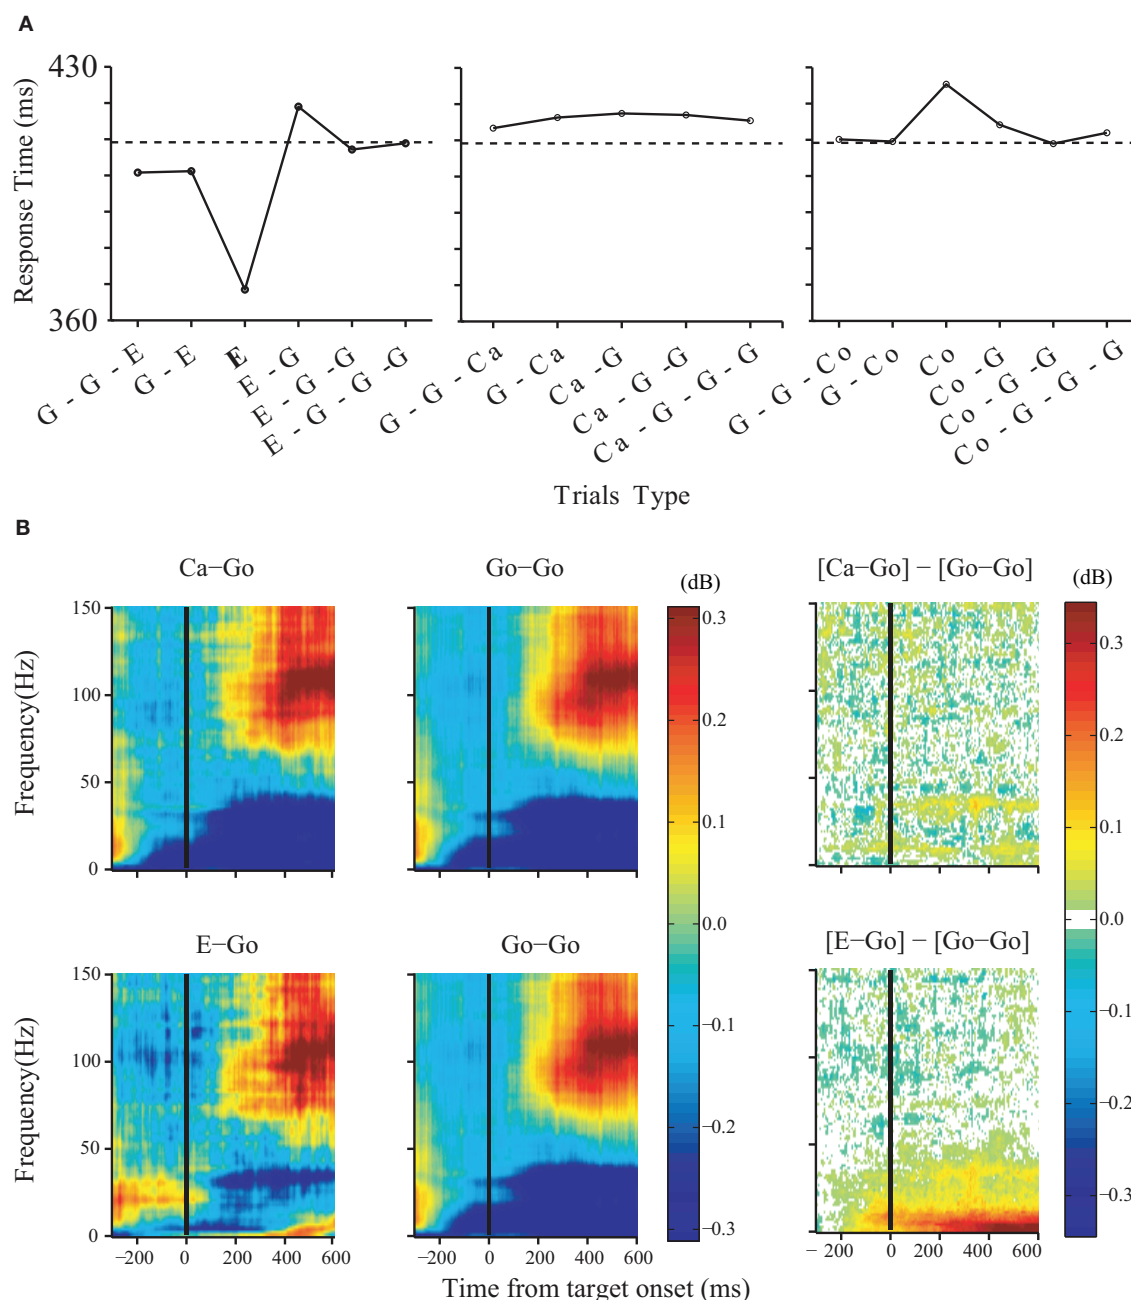 A
Response Time (ms)
430
360
G - G - E
G - E
E
E - G
E - G - G
E - G - G - G
G - G - Ca
G - Ca
Ca - G
Ca - G - G
Ca - G - G - G
G - G - Co
G - Co
Co
Co - G
Co - G - G
Co - G - G - G
Trials Type
B
Ca−Go
Go−Go
(dB)
[Ca−Go] − [Go−Go]
(dB)
Frequency(Hz)
150
100
50
0
0.3
0.2
0.1
0.0
−0.1
−0.2
−0.3
0.3
0.2
0.1
0.0
−0.1
−0.2
−0.3
E−Go
Go−Go
[E−Go] − [Go−Go]
Frequency(Hz)
150
100
50
0
−200 0 200 400 600
−200 0 200 400 600
− 200 0 200 400 600
Time from target onset (ms)